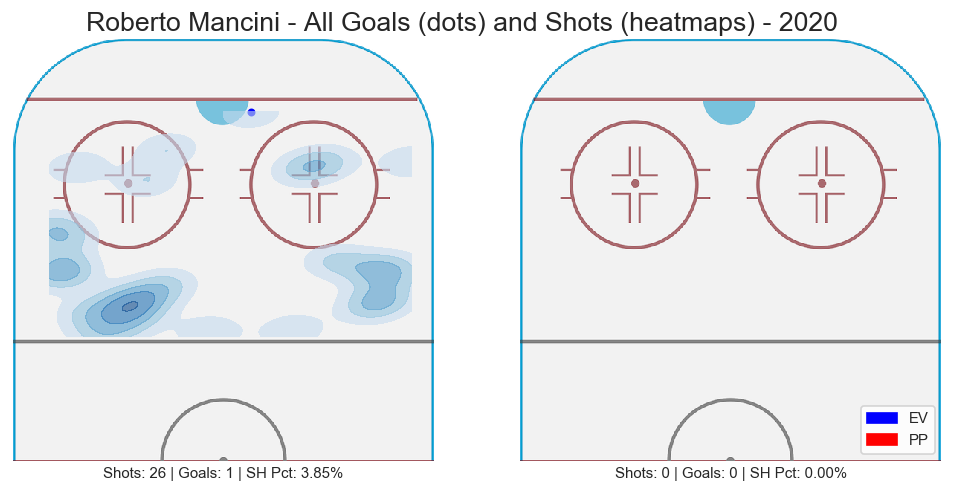 Roberto Mancini - All Goals (dots) and Shots (heatmaps) - 2020
EV
PP
Shots: 26 | Goals: 1 | SH Pct: 3.85%
Shots: 0 | Goals: 0 | SH Pct: 0.00%